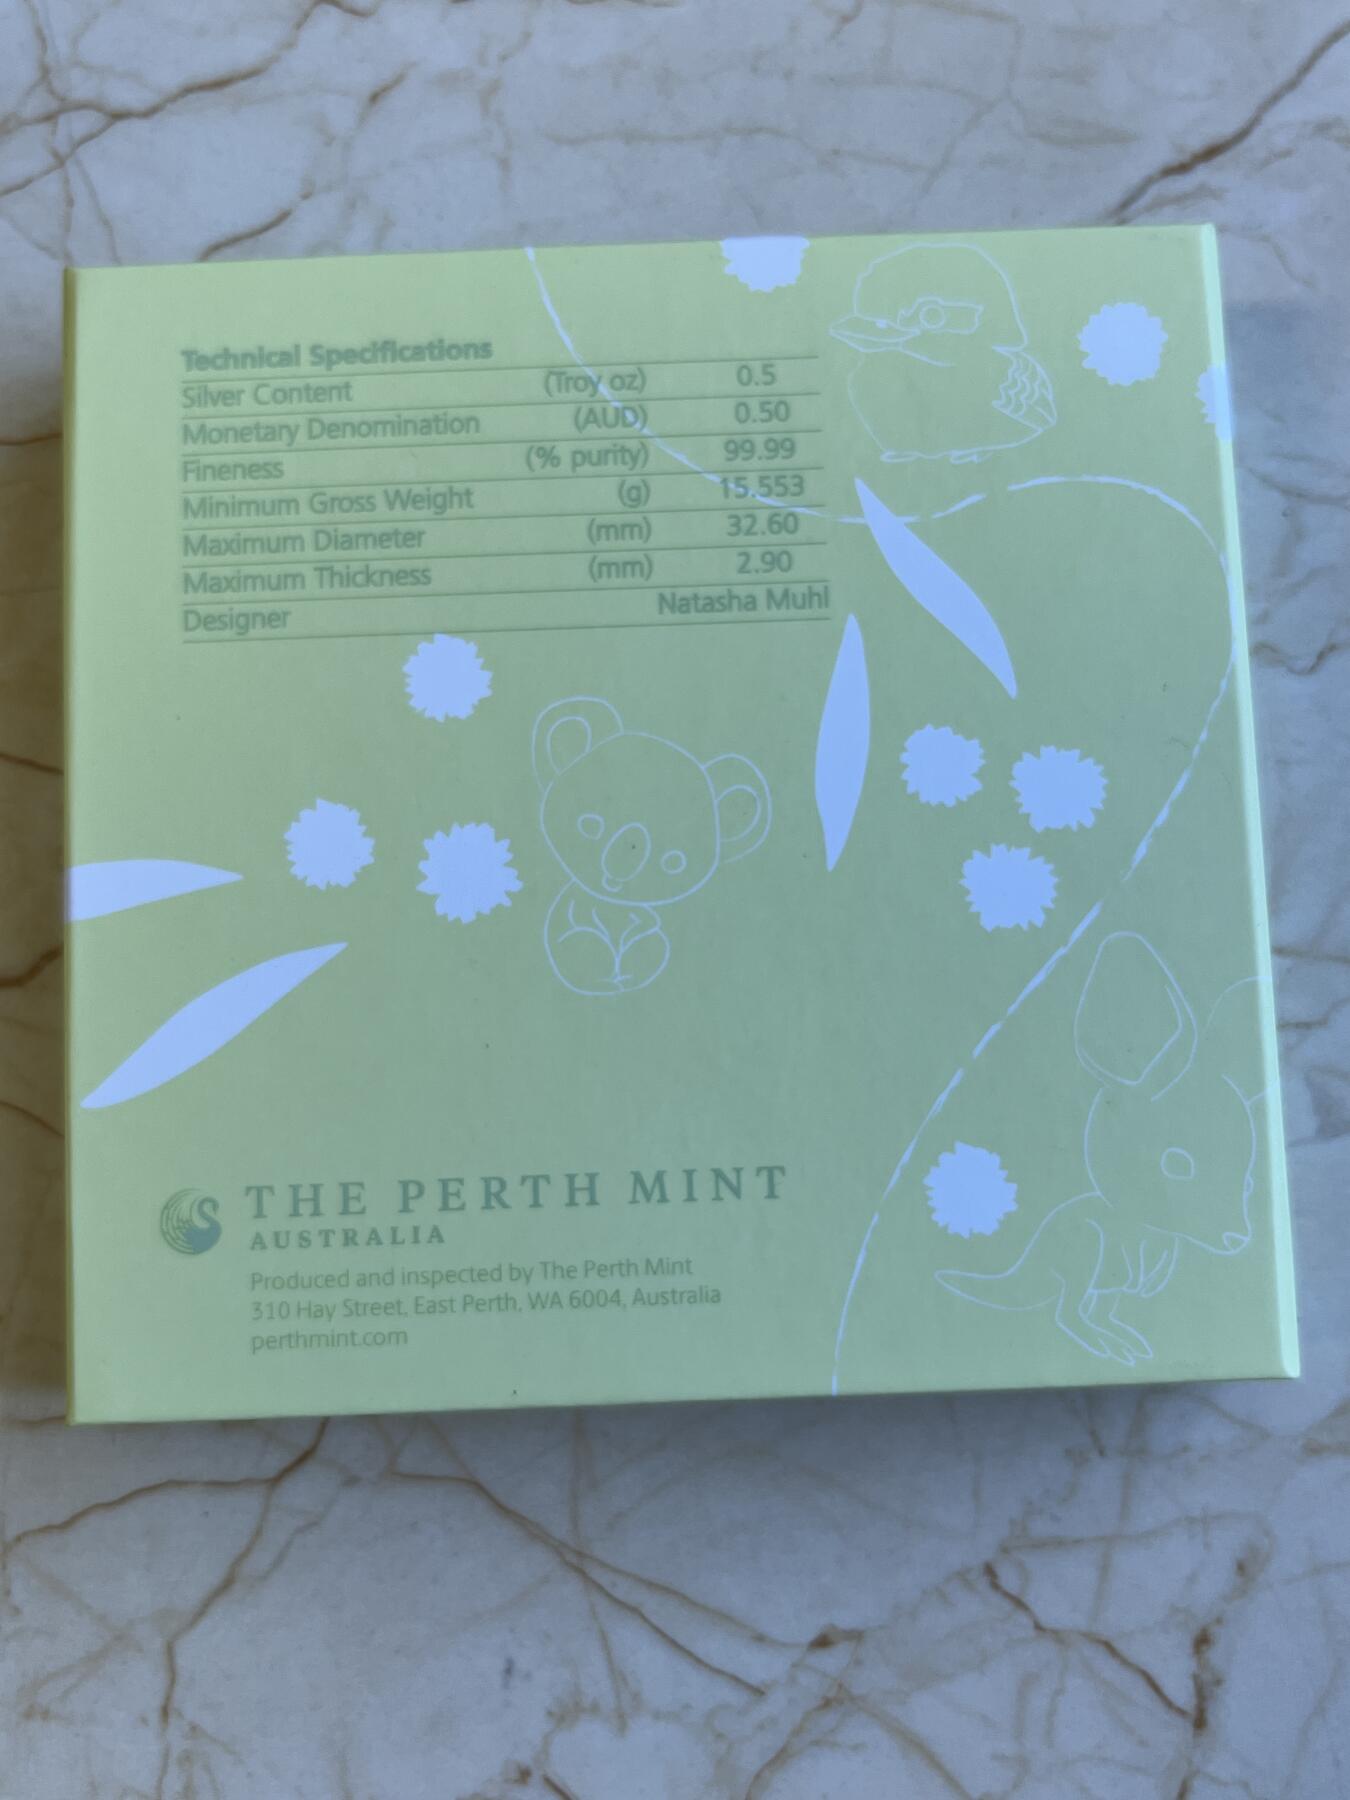 Technical Specifications
Silver Content (Troy oz) 0.5
Monetary Denomination (AUD) 0.50
Fineness (% purity) 99.99
Minimum Gross Weight (g) 15.553
Maximum Diameter (mm) 32.60
Maximum Thickness (mm) 2.90
Designer Natasha Muhl
THE PERTH MINT
AUSTRALIA
Produced and inspected by The Perth Mint
310 Hay Street, East Perth, WA 6004, Australia
perthmint.com